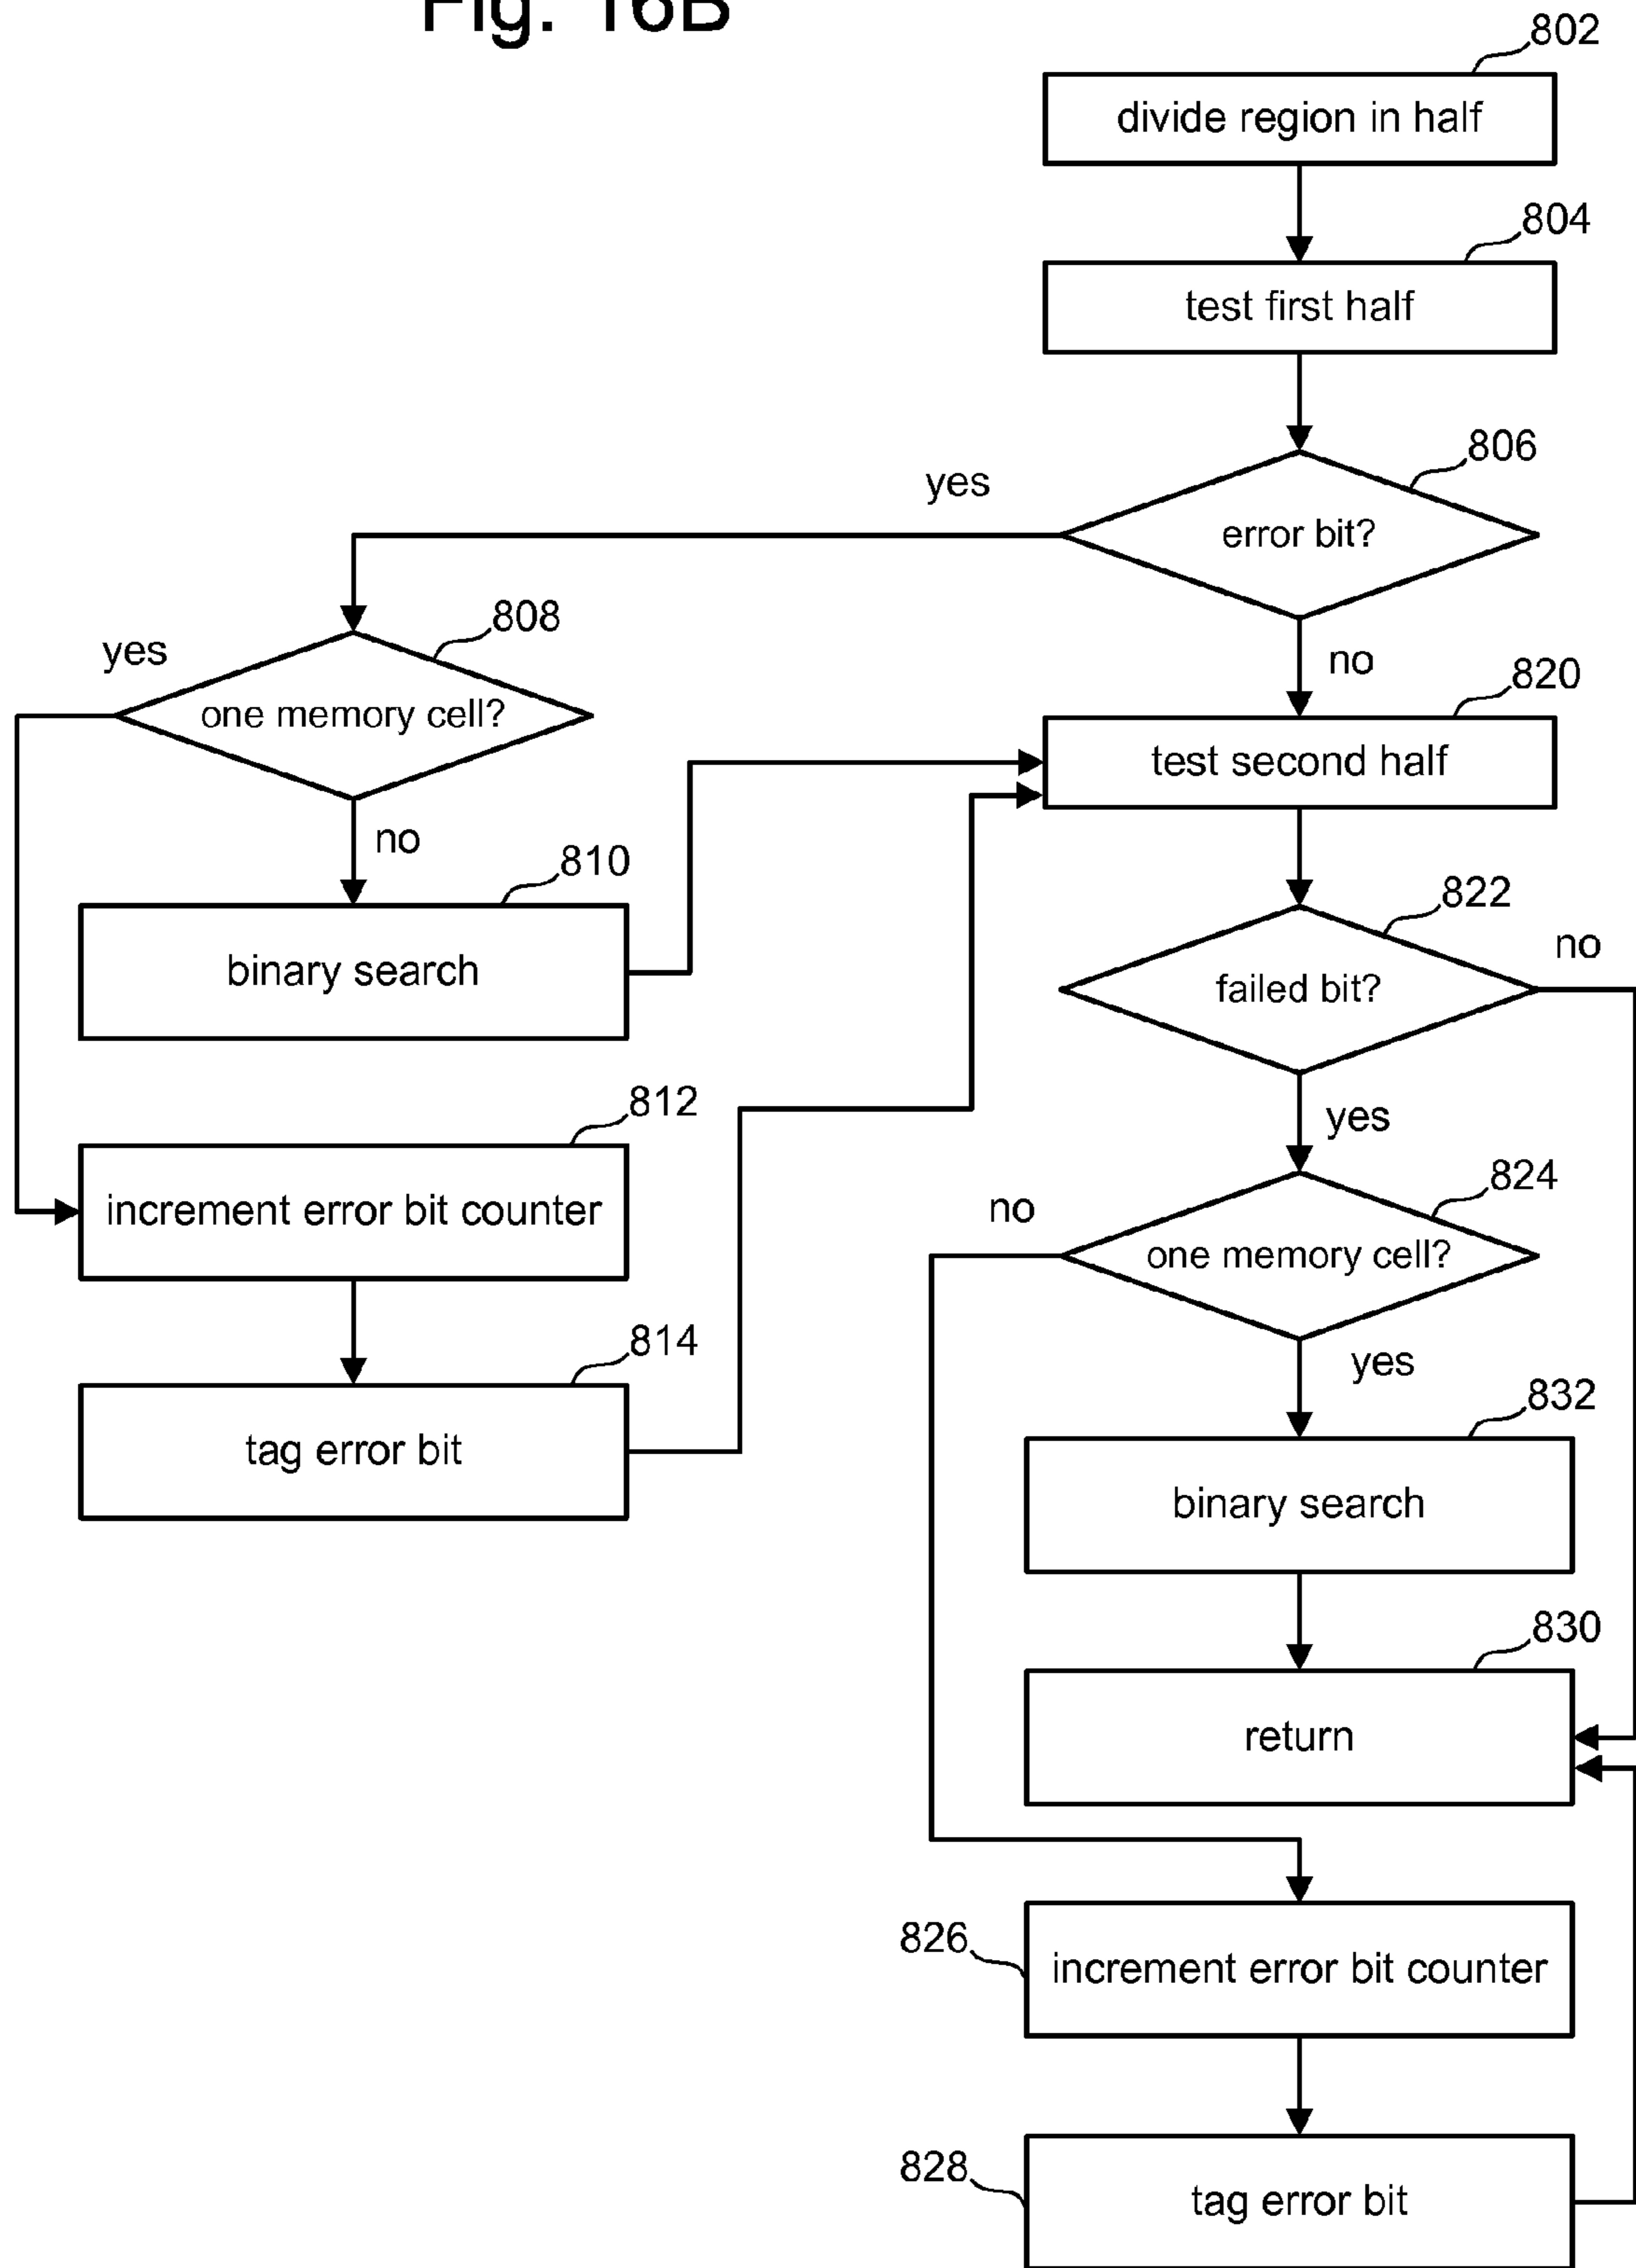 Fig. 16B
802
divide region in half
804
test first half
806
yes
error bit?
808
yes
one memory cell?
no
820
test second half
no
810
binary search
822
no
failed bit?
812
yes
increment error bit counter
824
no
one memory cell?
814
yes
tag error bit
832
binary search
830
return
826
increment error bit counter
828
tag error bit